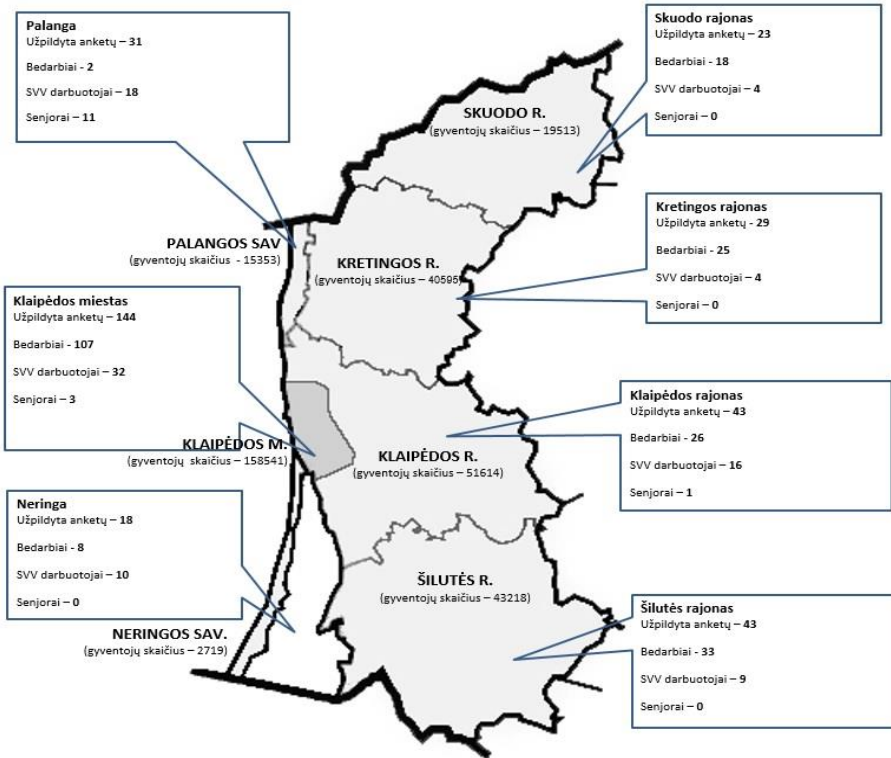 Palanga
Užpildyta anketų – 31
Bedarbiai - 2
SVV darbuotojai – 18
Senjorai – 11
Skuodo rajonas
Užpildyta anketų – 23
Bedarbiai - 18
SVV darbuotojai – 4
Senjorai – 0
SKUODO R.
(gyventojų skaičius – 19513)
Kretingos rajonas
Užpildyta anketų - 29
Bedarbiai - 25
SVV darbuotojai – 4
Senjorai – 0
PALANGOS SAV
(gyventojų skaičius - 15353)
KRETINGOS R.
(gyventojų skaičius – 40595)
Klaipėdos miestas
Užpildyta anketų – 144
Bedarbiai - 107
SVV darbuotojai – 32
Senjorai – 3
KLAIPĖDOS M.
(gyventojų skaičius – 158541)
Klaipėdos rajonas
Užpildyta anketų – 43
Bedarbiai - 26
SVV darbuotojai – 16
Senjorai – 1
KLAIPĖDOS R.
(gyventojų skaičius – 51614)
Neringa
Užpildyta anketų – 18
Bedarbiai - 8
SVV darbuotojai – 10
Senjorai – 0
NERINGOS SAV.
(gyventojų skaičius – 2719)
ŠILUTĖS R.
(gyventojų skaičius – 43218)
Šilutės rajonas
Užpildyta anketų – 43
Bedarbiai - 33
SVV darbuotojai – 9
Senjorai – 0